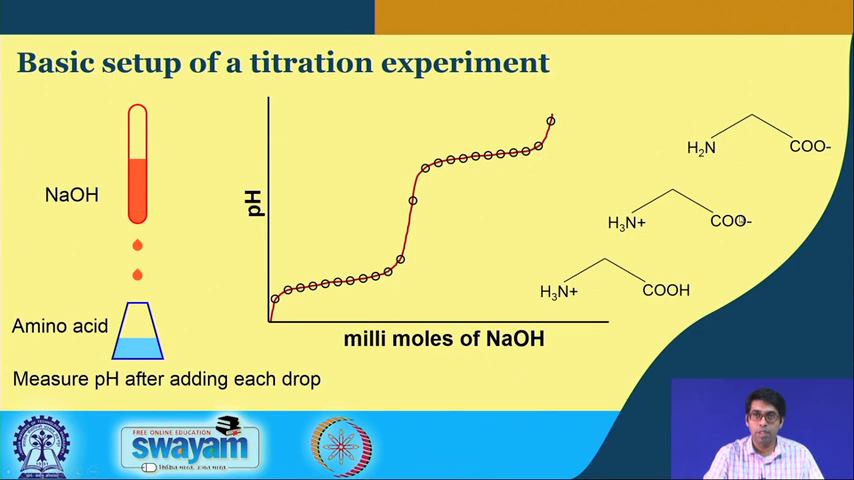 Basic setup of a titration experiment
NaOH
Amino acid
Measure pH after adding each drop
pH
milli moles of NaOH
H2N
COO-
H3N+
COO-
H3N+
COOH
FREE ONLINE EDUCATION
swayam